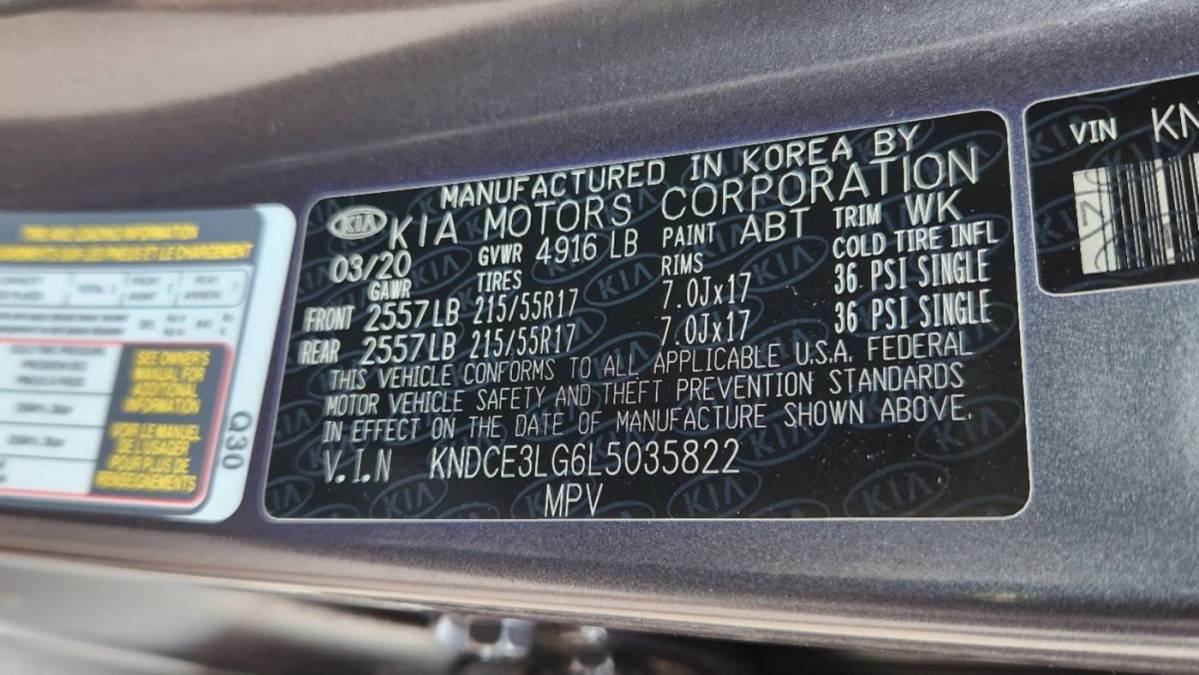 MANUFACTURED IN KOREA BY
KIA KIA MOTORS CORPORATION
03/20 GVWR 4916 LB PAINT ABT TRIM WK
GAWR TIRES RIMS COLD TIRE INFL
FRONT 2557LB 215/55R17 7.0Jx17 36 PSI SINGLE
REAR 2557LB 215/55R17 7.0Jx17 36 PSI SINGLE
THIS VEHICLE CONFORMS TO ALL APPLICABLE U.S.A. FEDERAL
MOTOR VEHICLE SAFETY AND THEFT PREVENTION STANDARDS
IN EFFECT ON THE DATE OF MANUFACTURE SHOWN ABOVE.
V.I.N KNDCE3LG6L5035822
MPV
VIN KN
SEE OWNER'S
MANUAL FOR
ADDITIONAL
INFORMATION
VOIR LE MANUEL
DE L'USAGER
POUR PLUS DE
RENSEIGNEMENTS
Q30